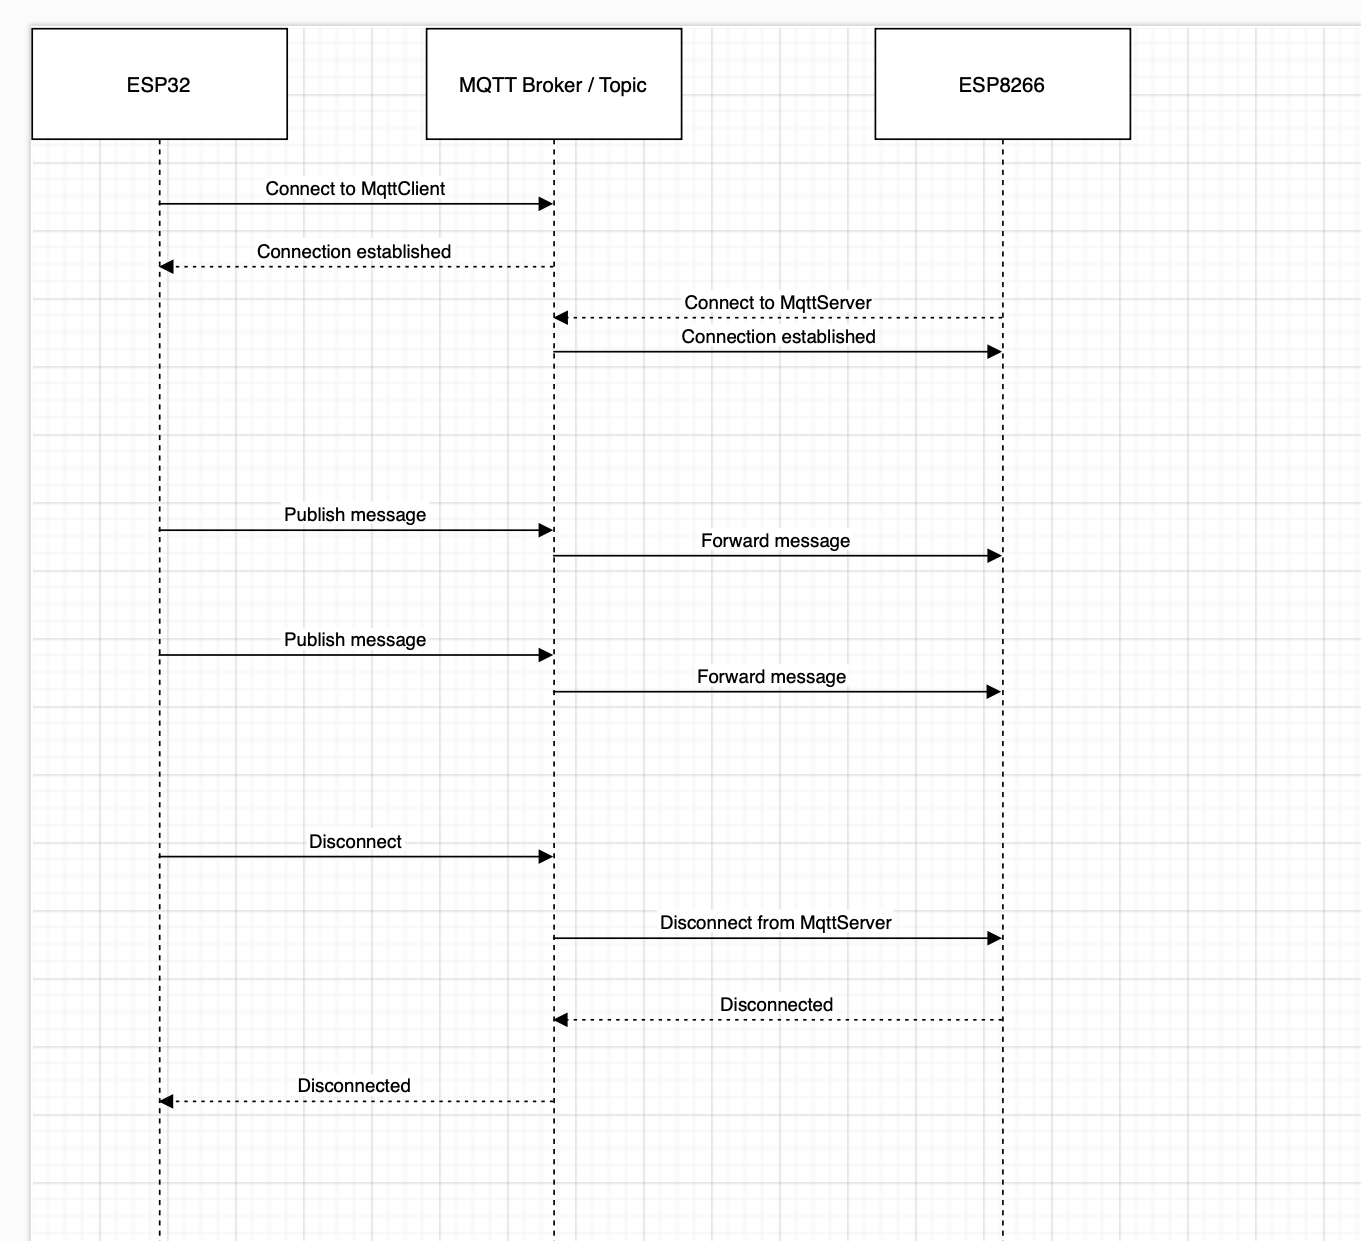 ESP32
MQTT Broker / Topic
ESP8266
Connect to MqttClient
Connection established
Connect to MqttServer
Connection established
Publish message
Forward message
Publish message
Forward message
Disconnect
Disconnect from MqttServer
Disconnected
Disconnected